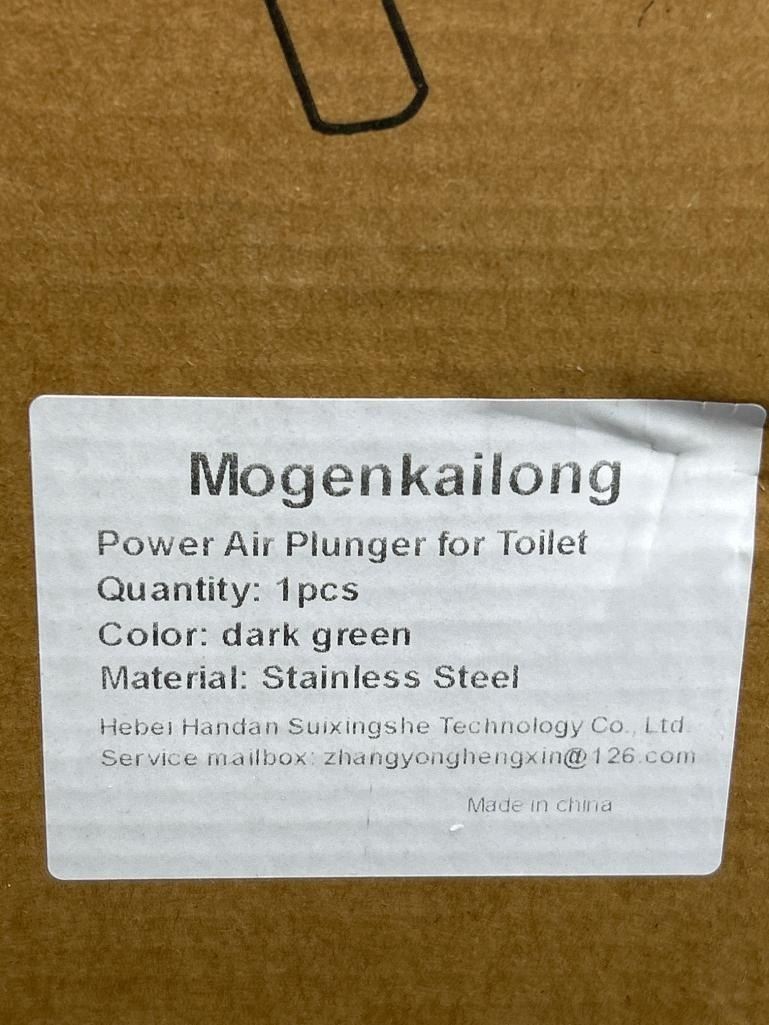 Mogenkailong
Power Air Plunger for Toilet
Quantity: 1pcs
Color: dark green
Material: Stainless Steel
Hebei Handan Suixingshe Technology Co., Ltd.
Service mailbox: zhangyonghengxin@126.com
Made in china